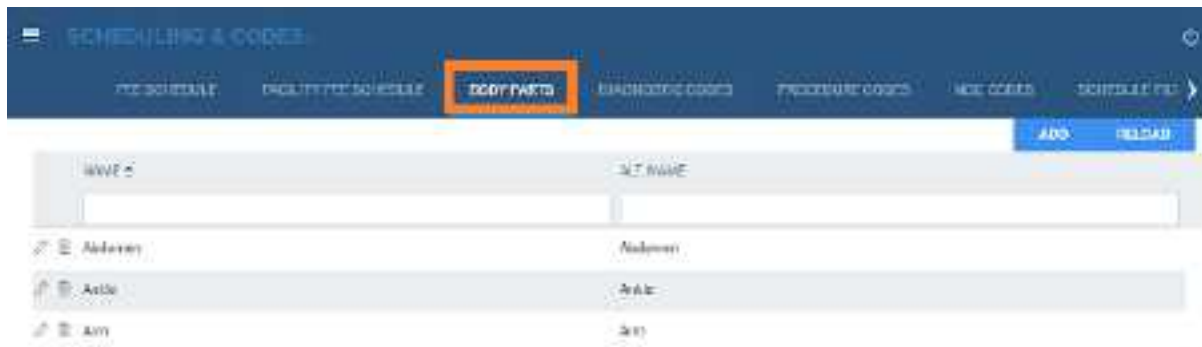 SCHEDULING & CODES
FEE SCHEDULE FACILITY FEE SCHEDULE BODY PARTS DIAGNOSTIC CODES PROCEDURE CODES NDC CODES SCHEDULE
ADD RELOAD
NAME ALT NAME
Abdomen Abdomen
Ankle Ankle
Arm Arm